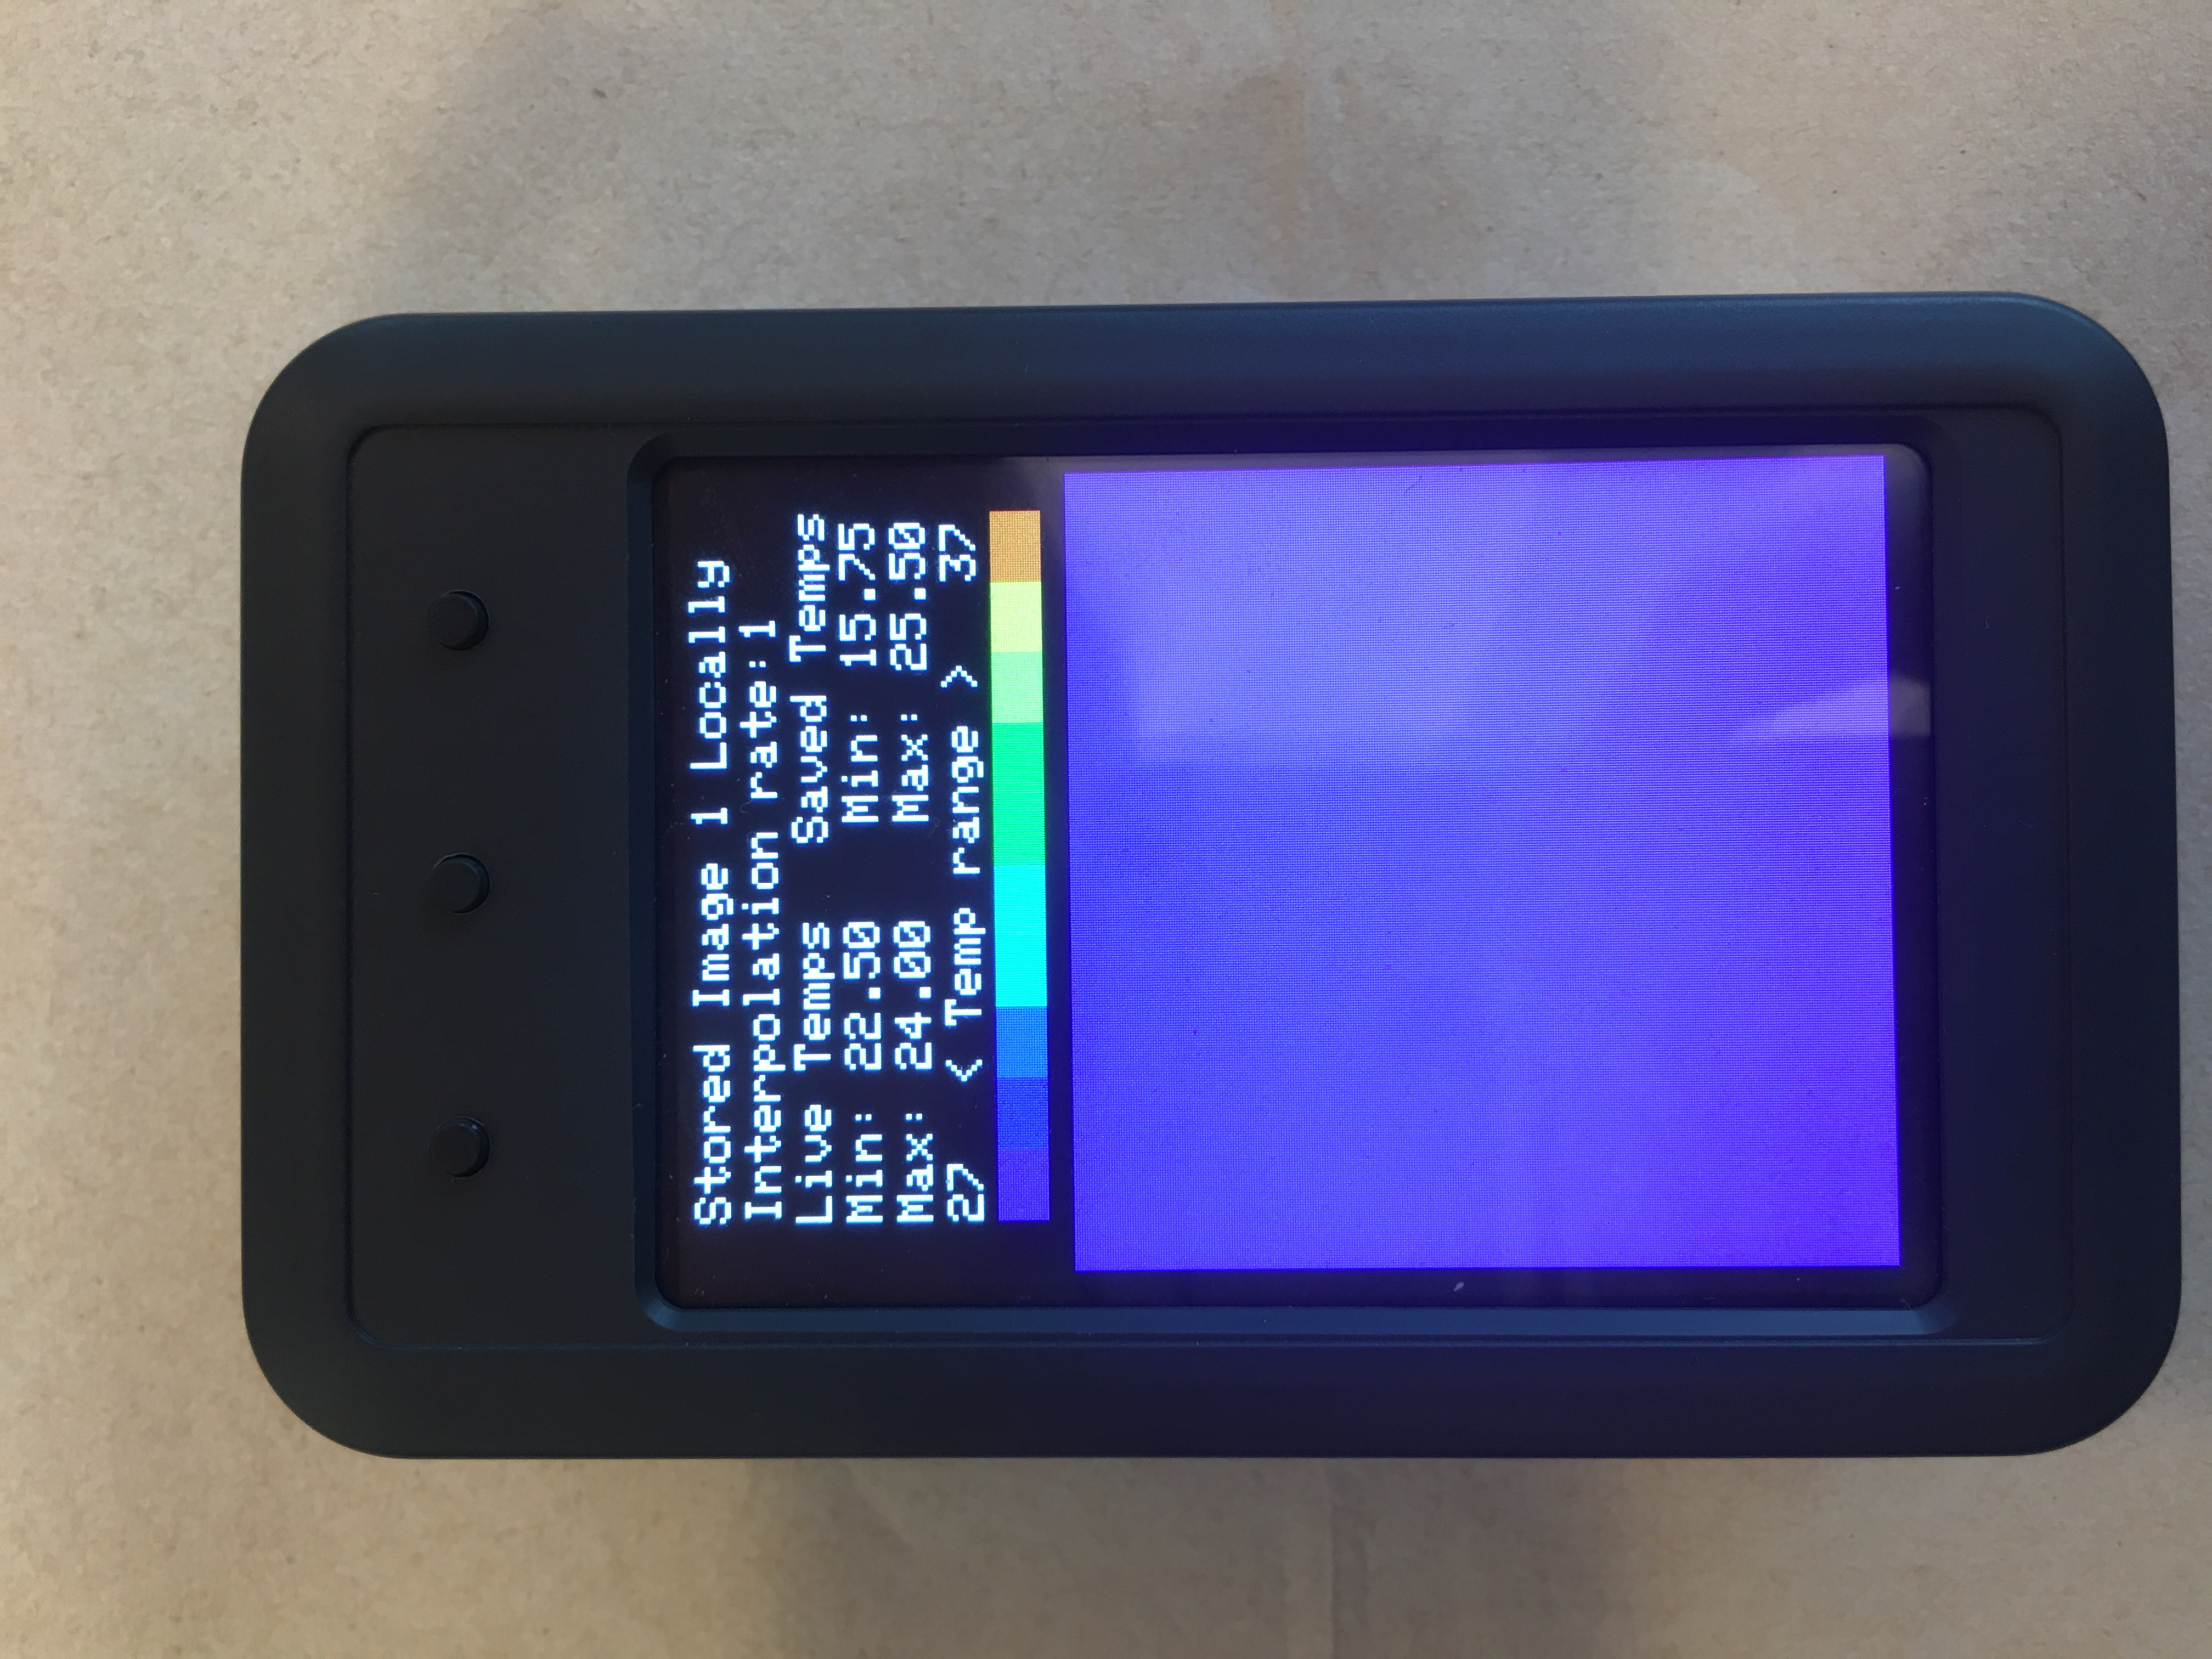 Stored Image 1 Locally
Interpolation rate:1
Live Temps Saved Temps
Min: 22.50 Min: 15.75
Max: 24.00 Max: 25.50
27 < Temp range > 37